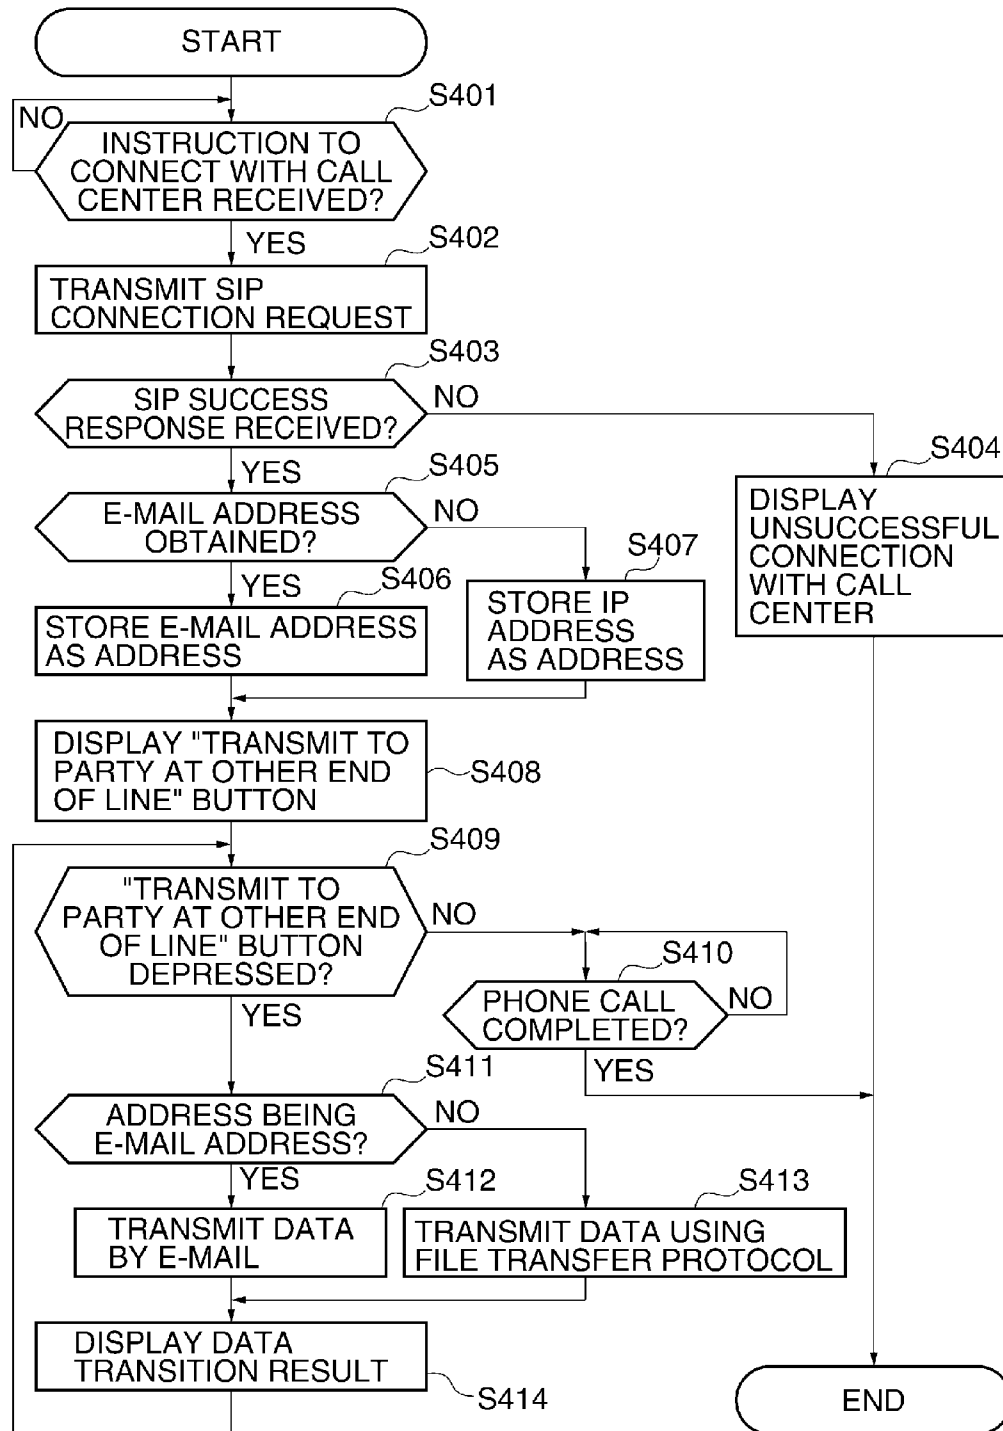 START
S401
NO
INSTRUCTION TO
CONNECT WITH CALL
CENTER RECEIVED?
YES
S402
TRANSMIT SIP
CONNECTION REQUEST
S403
SIP SUCCESS
RESPONSE RECEIVED?
NO
YES
S404
DISPLAY
UNSUCCESSFUL
CONNECTION
WITH CALL
CENTER
S405
E-MAIL ADDRESS
OBTAINED?
NO
YES
S406
STORE E-MAIL ADDRESS
AS ADDRESS
S407
STORE IP
ADDRESS
AS ADDRESS
DISPLAY "TRANSMIT TO
PARTY AT OTHER END
OF LINE" BUTTON
S408
S409
"TRANSMIT TO
PARTY AT OTHER END
OF LINE" BUTTON
DEPRESSED?
NO
YES
S410
PHONE CALL
COMPLETED?
NO
YES
S411
ADDRESS BEING
E-MAIL ADDRESS?
NO
YES
S412
TRANSMIT DATA
BY E-MAIL
S413
TRANSMIT DATA USING
FILE TRANSFER PROTOCOL
DISPLAY DATA
TRANSITION RESULT
S414
END